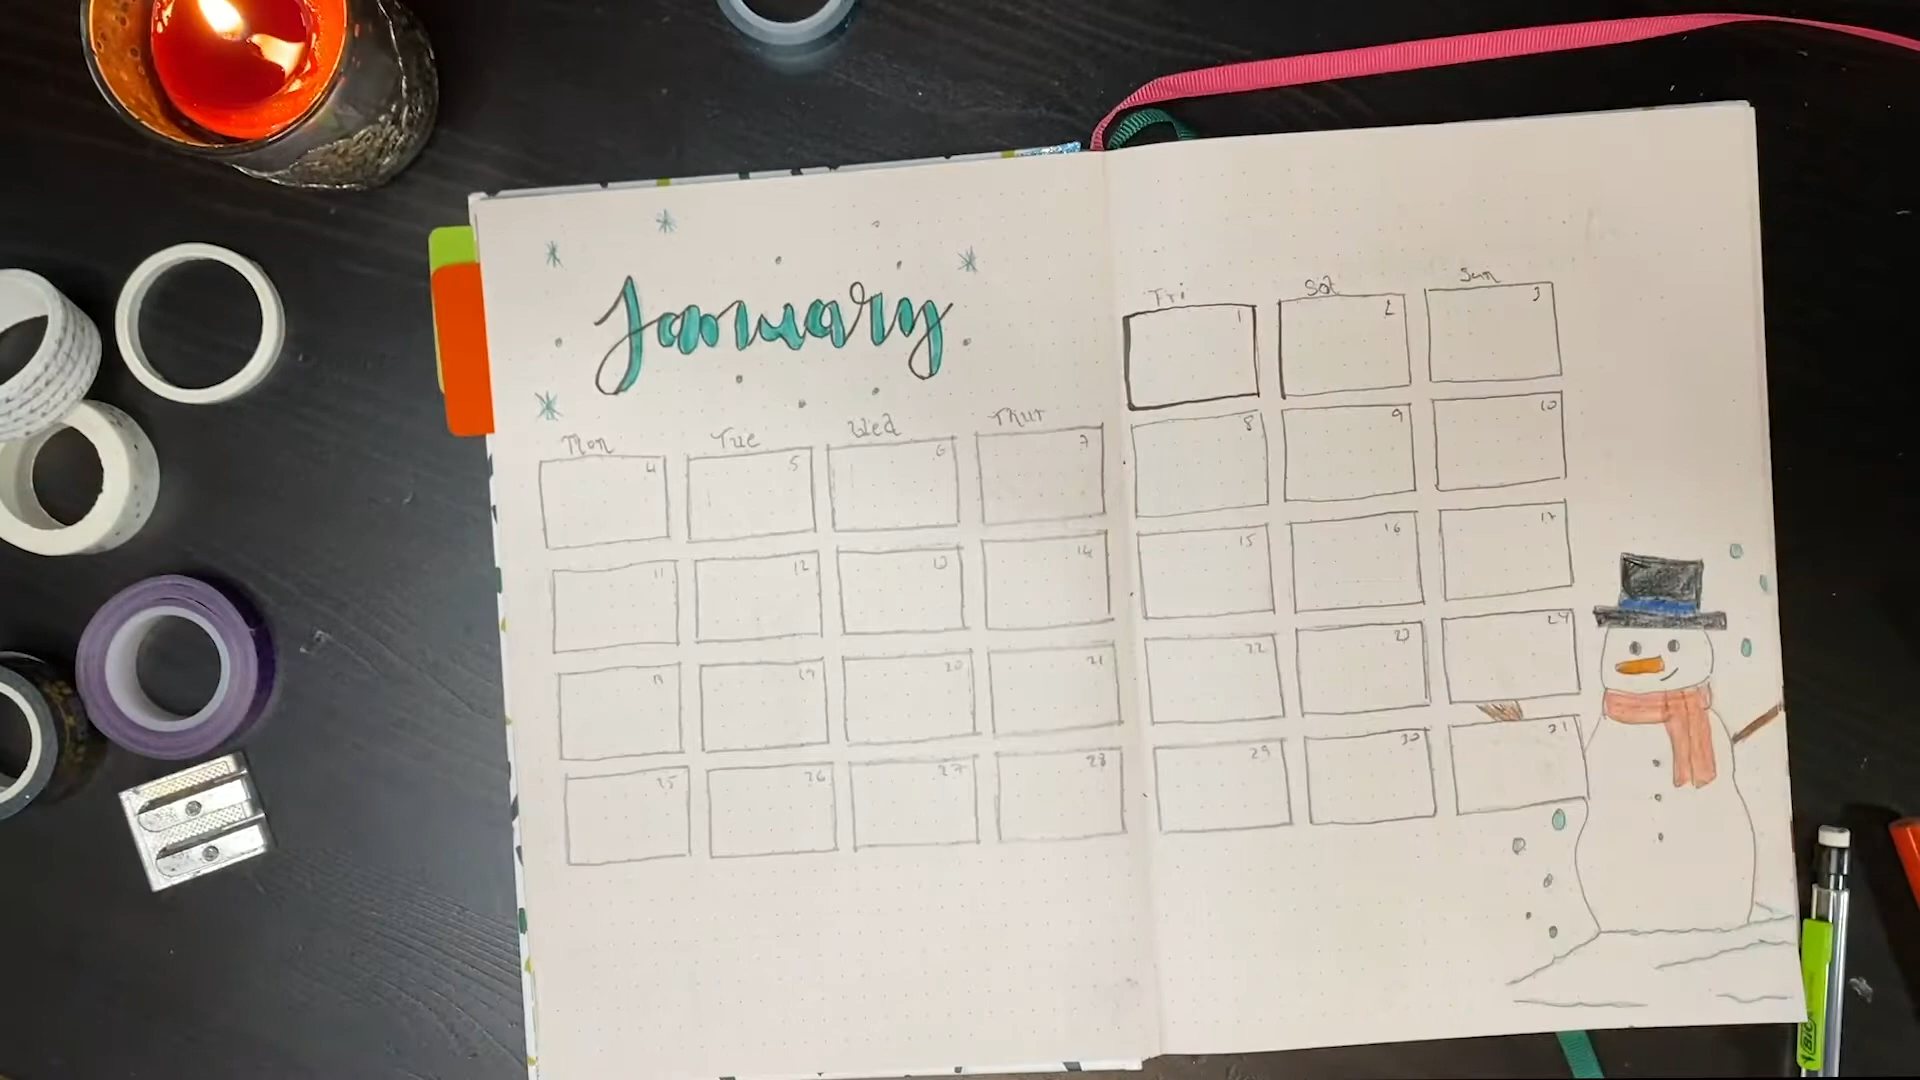 January
Fri Sat Sun
1 2 3
Mon Tue Wed Thur
4 5 6 7 8 9 10
11 12 13 14 15 16 17
19 20 21 22 23 24
25 26 27 28 29 30 31
BIC